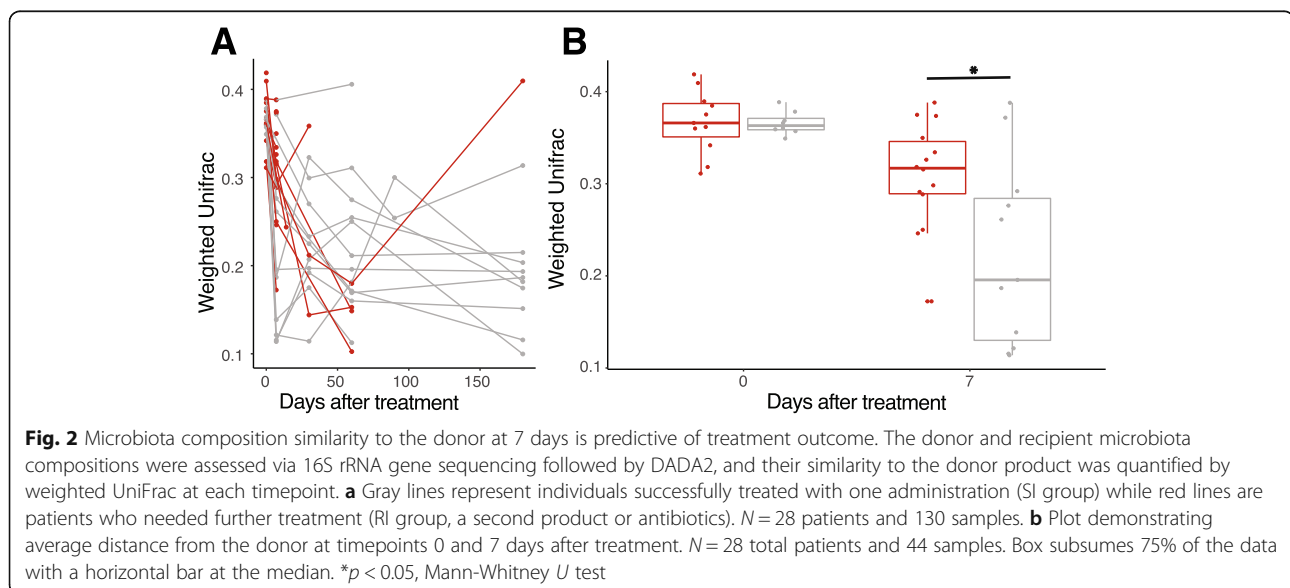 A
B
*
Weighted Unifrac
0.4
0.3
0.2
0.1
0
50
100
150
Days after treatment
Weighted Unifrac
0.4
0.3
0.2
0.1
0
7
Days after treatment
Fig. 2 Microbiota composition similarity to the donor at 7 days is predictive of treatment outcome. The donor and recipient microbiota
compositions were assessed via 16S rRNA gene sequencing followed by DADA2, and their similarity to the donor product was quantified by
weighted UniFrac at each timepoint. a Gray lines represent individuals successfully treated with one administration (SI group) while red lines are
patients who needed further treatment (RI group, a second product or antibiotics). N = 28 patients and 130 samples. b Plot demonstrating
average distance from the donor at timepoints 0 and 7 days after treatment. N = 28 total patients and 44 samples. Box subsumes 75% of the data
with a horizontal bar at the median. *p < 0.05, Mann-Whitney U test